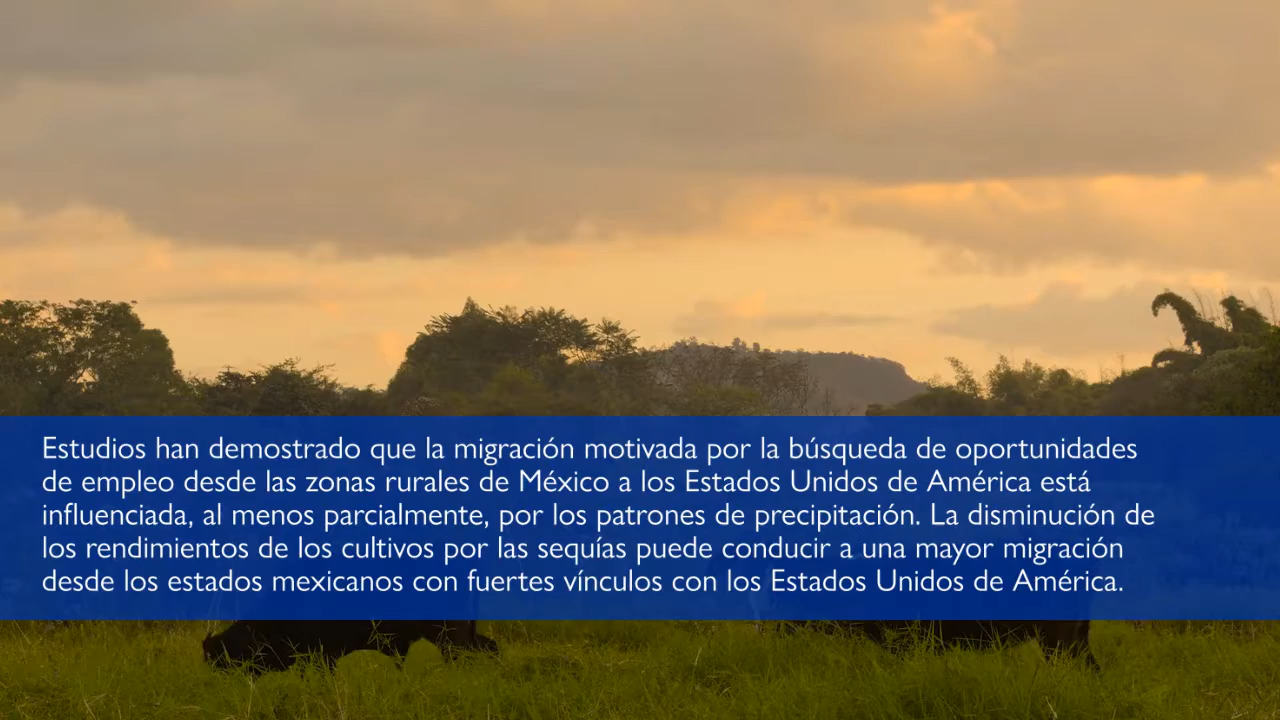 Estudios han demostrado que la migración motivada por la búsqueda de oportunidades
de empleo desde las zonas rurales de México a los Estados Unidos de América está
influenciada, al menos parcialmente, por los patrones de precipitación. La disminución de
los rendimientos de los cultivos por las sequías puede conducir a una mayor migración
desde los estados mexicanos con fuertes vínculos con los Estados Unidos de América.